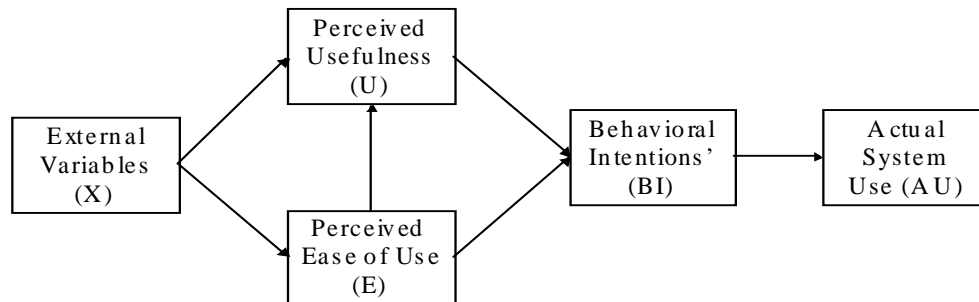 Perceived
Usefulness
(U)
External
Variables
(X)
Behavioral
Intentions’
(BI)
Actual
System
Use (AU)
Perceived
Ease of Use
(E)